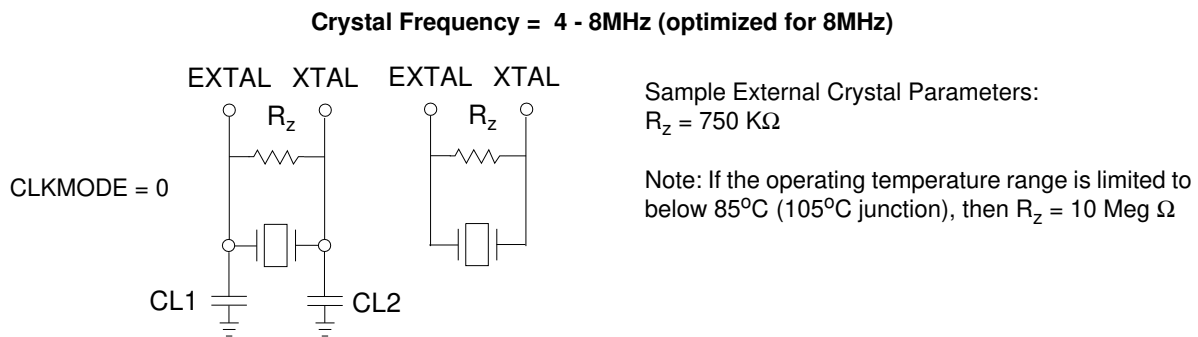 Crystal Frequency = 4 - 8MHz (optimized for 8MHz)
EXTAL XTAL EXTAL XTAL
Rz Rz
Sample External Crystal Parameters:
Rz = 750 KΩ
CLKMODE = 0
Note: If the operating temperature range is limited to
below 85oC (105oC junction), then Rz = 10 Meg Ω
CL1 CL2